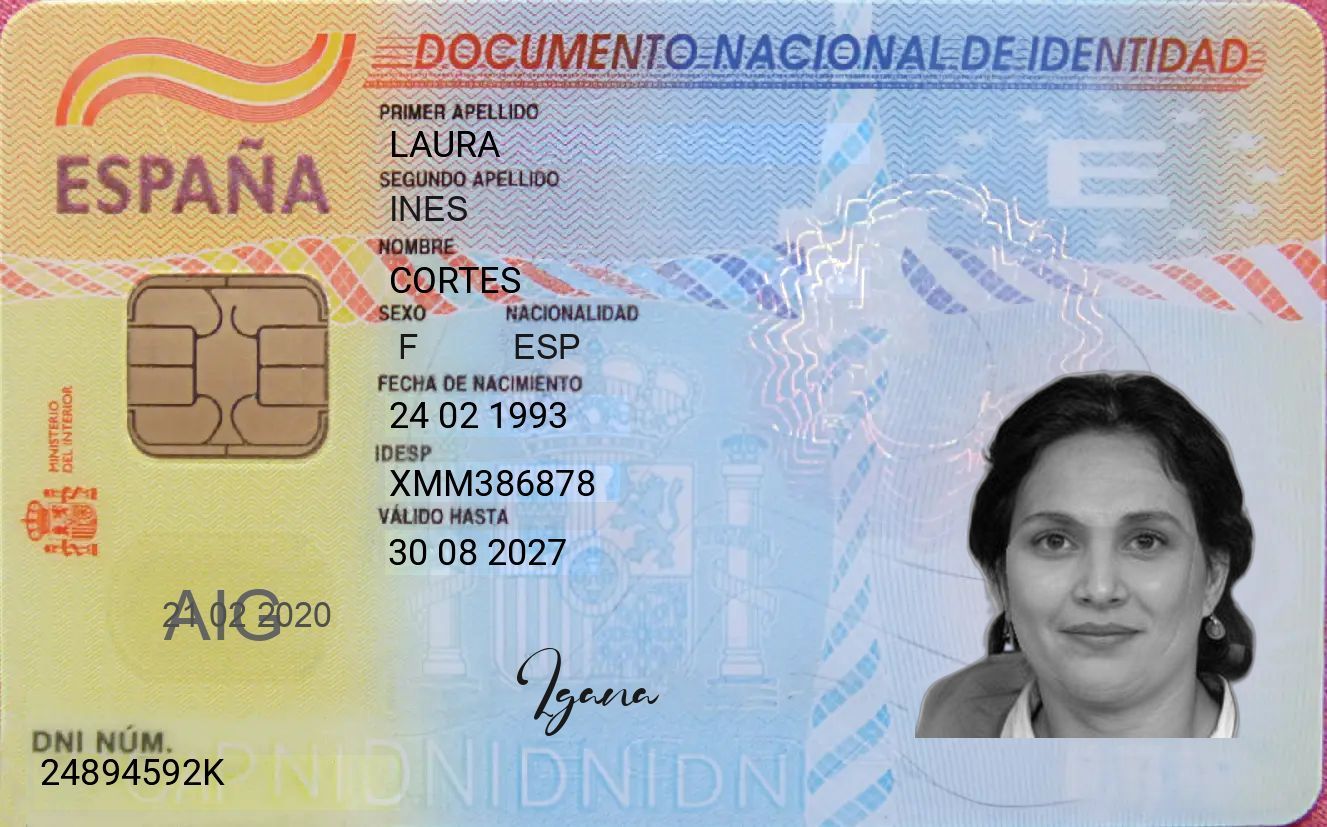 DOCUMENTO NACIONAL DE IDENTIDAD
ESPAÑA
PRIMER APELLIDO
LAURA
SEGUNDO APELLIDO
INES
NOMBRE
CORTES
SEXO NACIONALIDAD
F ESP
FECHA DE NACIMIENTO
24 02 1993
IDESP
XMM386878
VÁLIDO HASTA
30 08 2027
MINISTERIO
DEL INTERIOR
E
AIG
21 02 2020
Igana
DNI NÚM.
24894592K
DNIDNIDNIDN